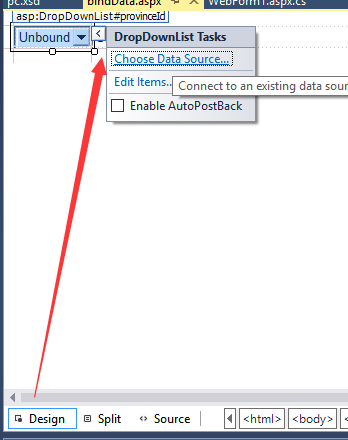 pc.xsd bindData.aspx WebForm1.aspx.cs
asp:DropDownList#provinceId
Unbound
DropDownList Tasks
Choose Data Source...
Edit Items...
Connect to an existing data sour
Enable AutoPostBack
Design Split Source <html> <body>